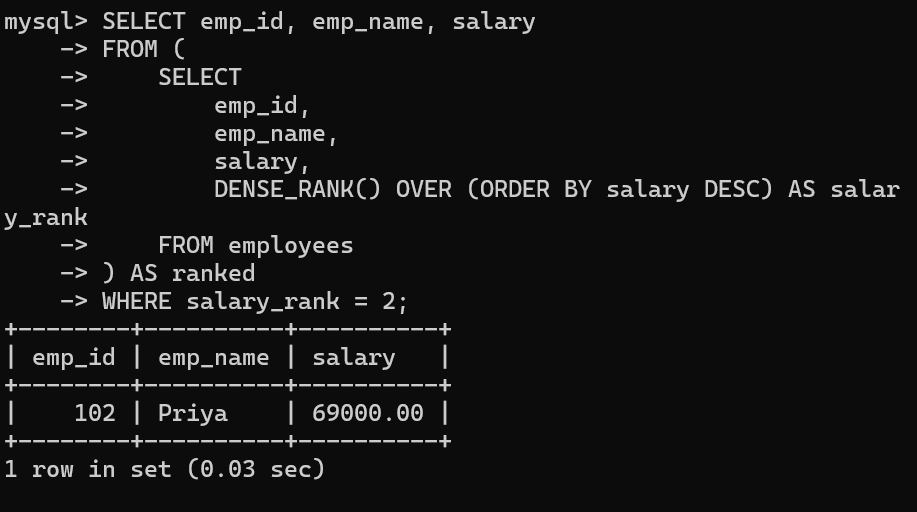 mysql> SELECT emp_id, emp_name, salary
    -> FROM (
    ->     SELECT
    ->         emp_id,
    ->         emp_name,
    ->         salary,
    ->         DENSE_RANK() OVER (ORDER BY salary DESC) AS salar
y_rank
    ->     FROM employees
    -> ) AS ranked
    -> WHERE salary_rank = 2;
+--------+----------+----------+
| emp_id | emp_name | salary   |
+--------+----------+----------+
|    102 | Priya    | 69000.00 |
+--------+----------+----------+
1 row in set (0.03 sec)